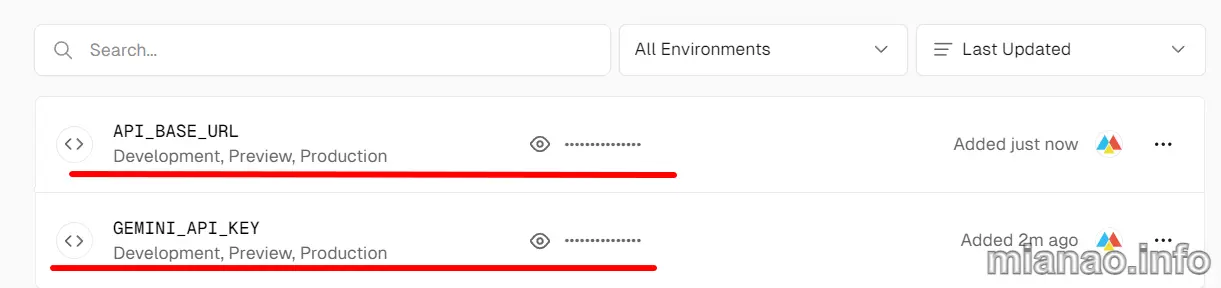 Search...
All Environments
Last Updated
API_BASE_URL
Development, Preview, Production
•••••••••••••••
Added just now
GEMINI_API_KEY
Development, Preview, Production
•••••••••••••••
Added 2m ago
mianao.info